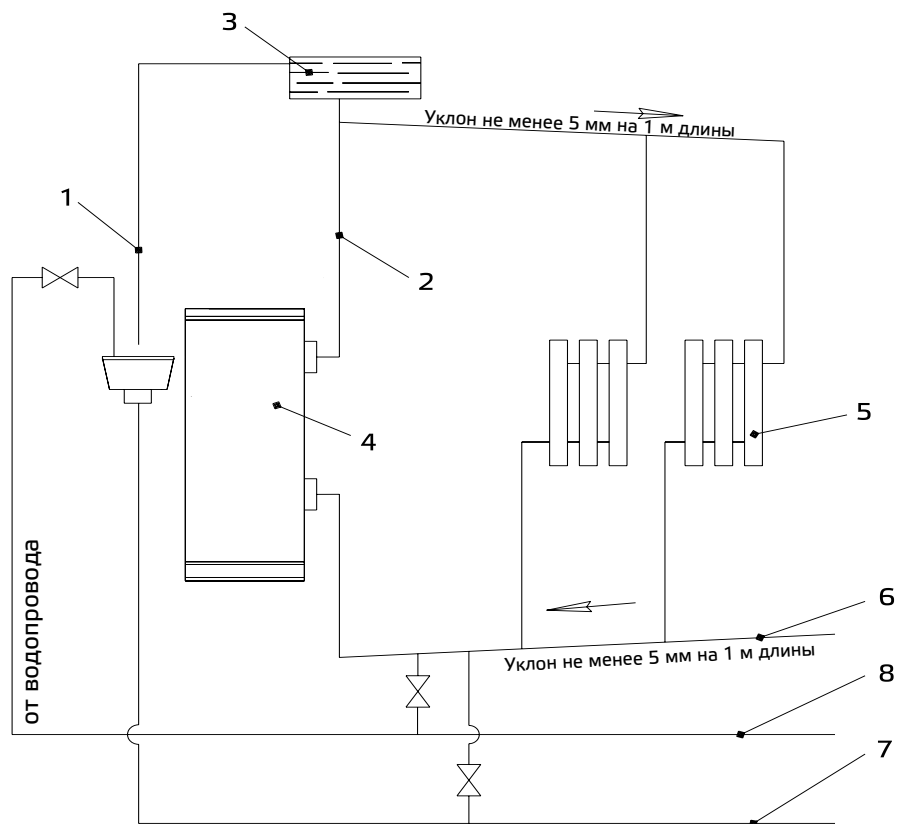 3
Уклон не менее 5 мм на 1 м длины
1
2
5
4
от водопровода
6
Уклон не менее 5 мм на 1 м длины
8
7